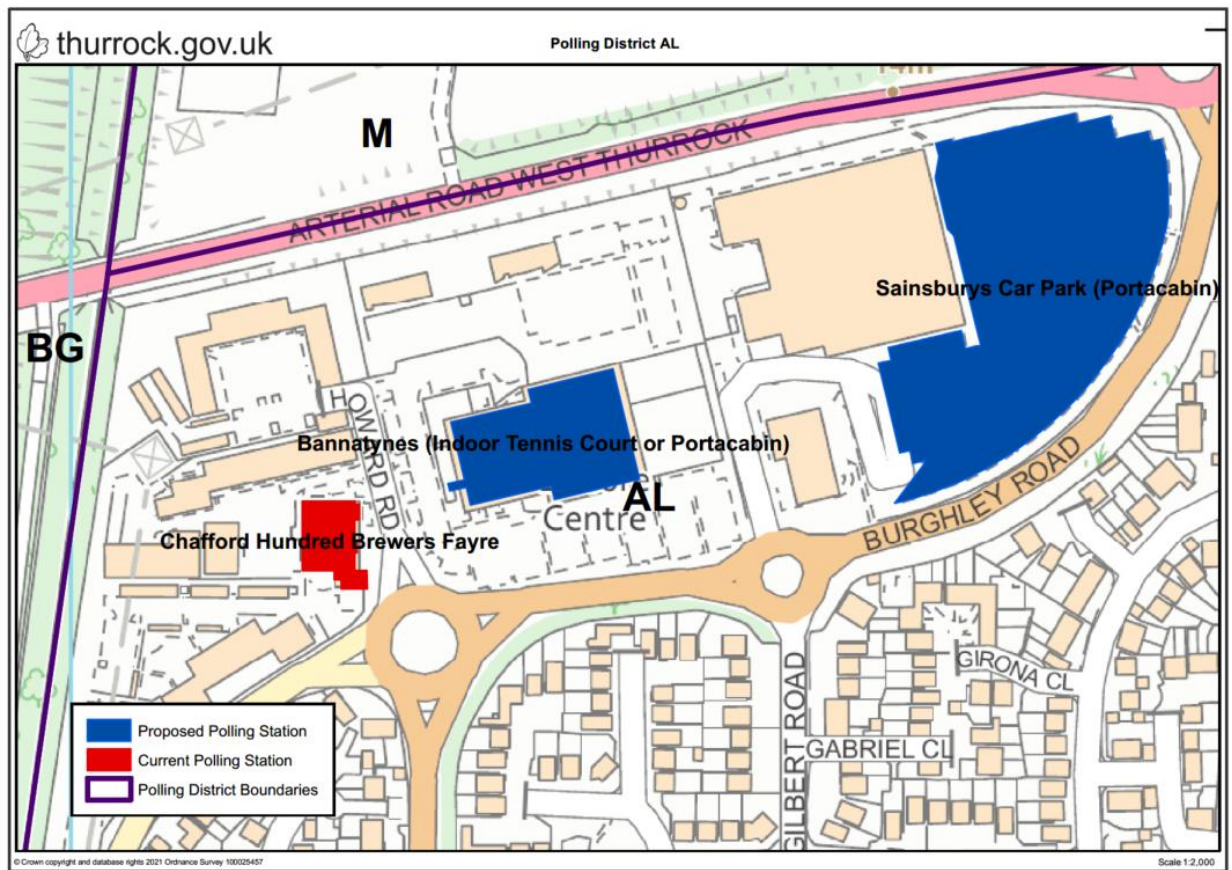 thurrock.gov.uk
Polling District AL
14m
M
ARTERIAL ROAD WEST THURROCK
Sainsburys Car Park (Portacabin)
BG
HOWARD RD
Bannatynes (Indoor Tennis Court or Portacabin)
AL
Centre
Chafford Hundred Brewers Fayre
BURGHLEY ROAD
GIRONA CL
GILBERT ROAD
GABRIEL CL
Proposed Polling Station
Current Polling Station
Polling District Boundaries
© Crown copyright and database rights 2021 Ordnance Survey 100025457
Scale 1:2,000